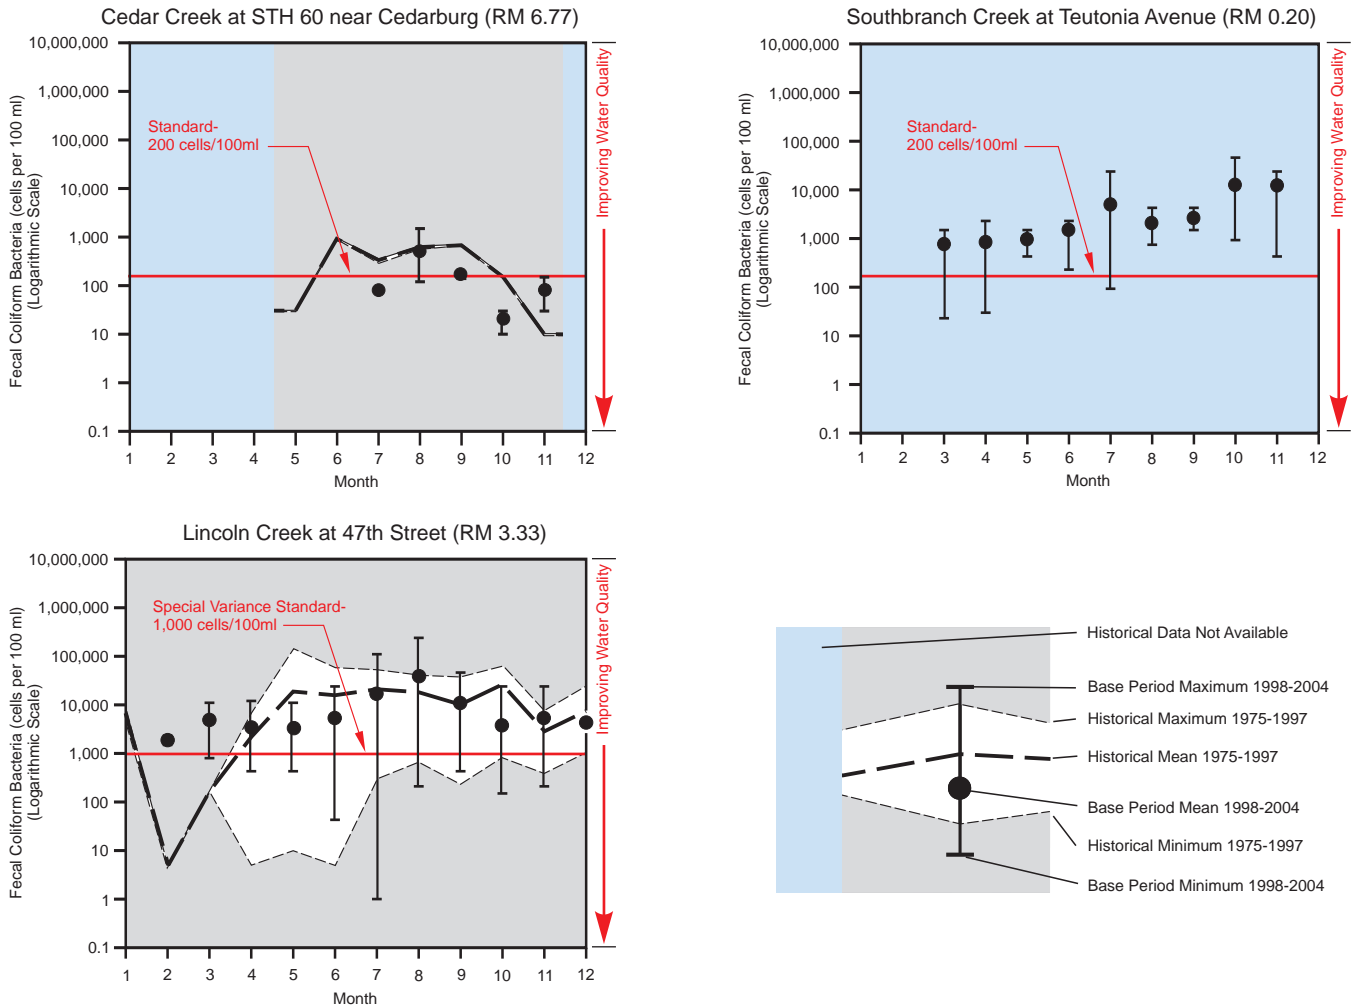 Cedar Creek at STH 60 near Cedarburg (RM 6.77)
10,000,000
1,000,000
100,000
10,000
1,000
100
10
1
0.1
Fecal Coliform Bacteria (cells per 100 ml)
(Logarithmic Scale)
Standard-
200 cells/100ml
Improving Water Quality
1 2 3 4 5 6 7 8 9 10 11 12
Month
Southbranch Creek at Teutonia Avenue (RM 0.20)
10,000,000
1,000,000
100,000
10,000
1,000
100
10
1
0.1
Fecal Coliform Bacteria (cells per 100 ml)
(Logarithmic Scale)
Standard-
200 cells/100ml
Improving Water Quality
1 2 3 4 5 6 7 8 9 10 11 12
Month
Lincoln Creek at 47th Street (RM 3.33)
10,000,000
1,000,000
100,000
10,000
1,000
100
10
1
0.1
Fecal Coliform Bacteria (cells per 100 ml)
(Logarithmic Scale)
Special Variance Standard-
1,000 cells/100ml
Improving Water Quality
1 2 3 4 5 6 7 8 9 10 11 12
Month
Historical Data Not Available
Base Period Maximum 1998-2004
Historical Maximum 1975-1997
Historical Mean 1975-1997
Base Period Mean 1998-2004
Historical Minimum 1975-1997
Base Period Minimum 1998-2004